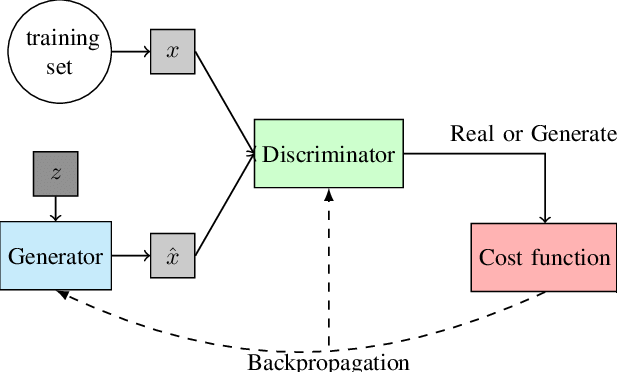 training
set
x
z
Discriminator
Real or Generate
Generator
x̂
Cost function
Backpropagation